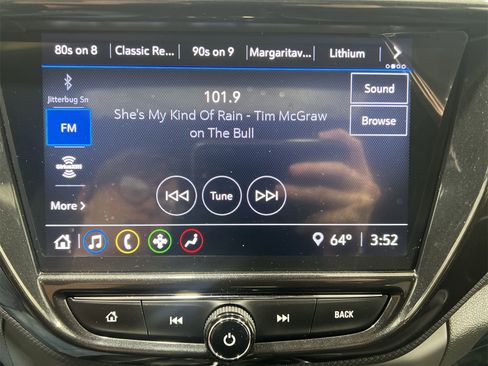 80s on 8 Classic Re... 90s on 9 Margaritav... Lithium
Jitterbug Sn
101.9
Sound
She's My Kind Of Rain - Tim McGraw
on The Bull
FM
Browse
SiriusXM
Tune
More >
64° 3:52
BACK